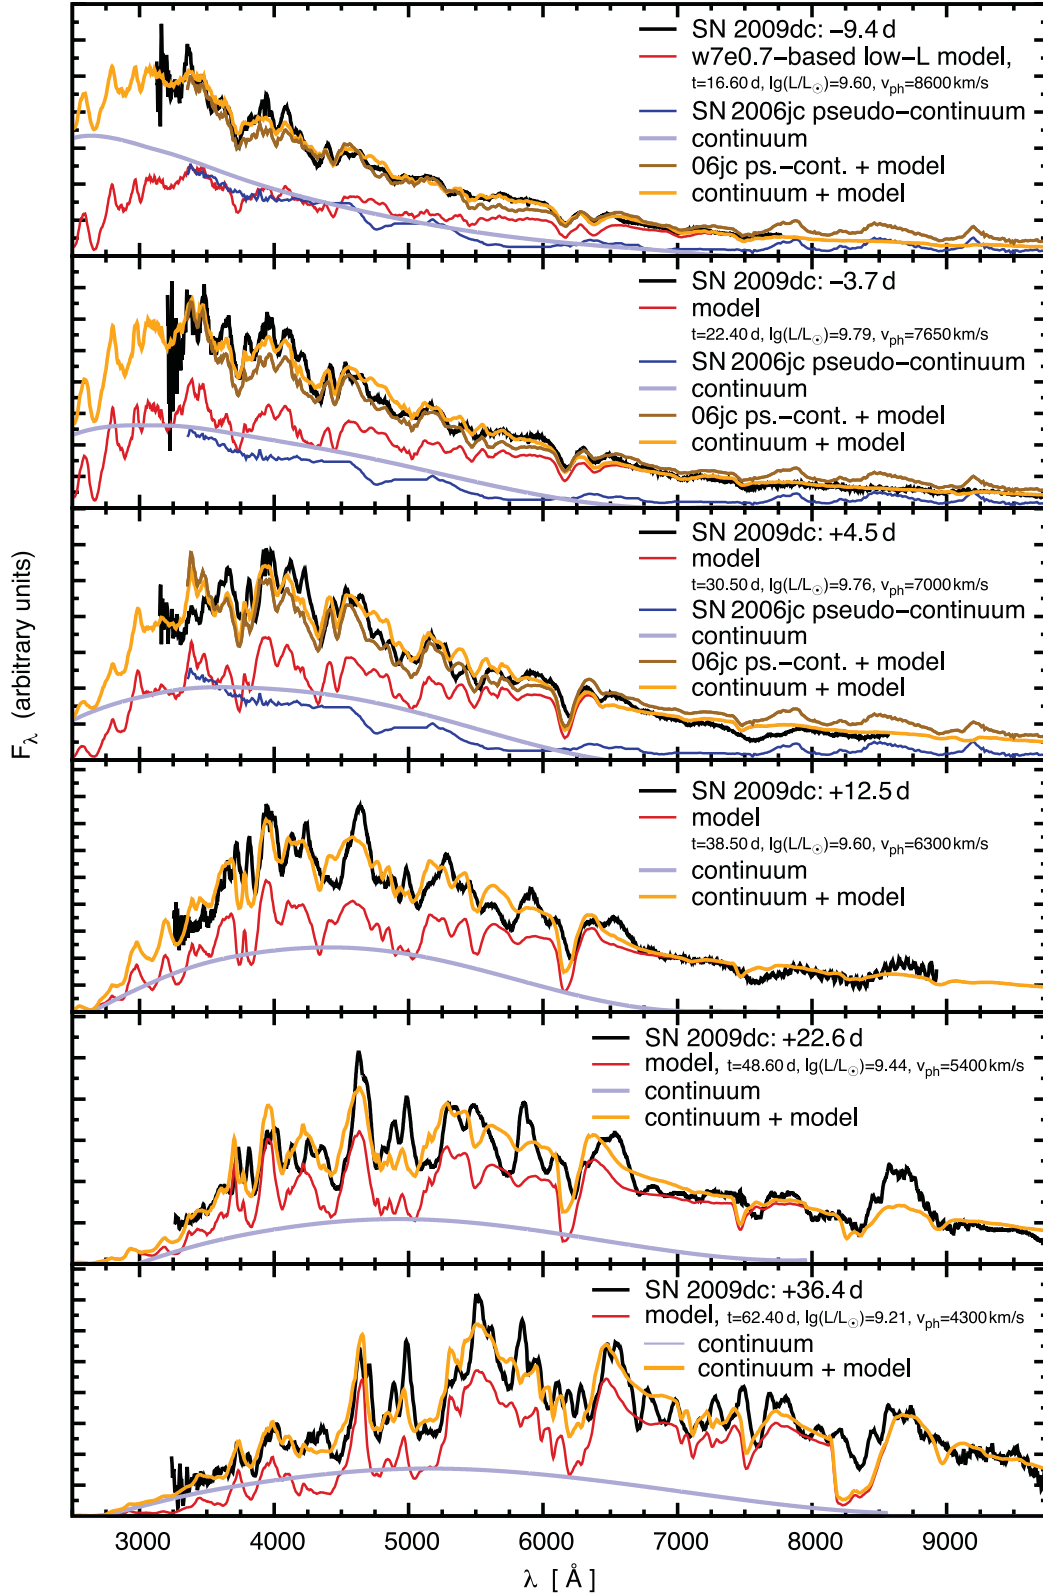 SN 2009dc: −9.4 d
w7e0.7−based low−L model,
t=16.60 d, lg(L/L☉)=9.60, vph=8600 km/s
SN 2006jc pseudo−continuum
continuum
06jc ps.−cont. + model
continuum + model
SN 2009dc: −3.7 d
model
t=22.40 d, lg(L/L☉)=9.79, vph=7650 km/s
SN 2006jc pseudo−continuum
continuum
06jc ps.−cont. + model
continuum + model
SN 2009dc: +4.5 d
model
t=30.50 d, lg(L/L☉)=9.76, vph=7000 km/s
SN 2006jc pseudo−continuum
continuum
06jc ps.−cont. + model
continuum + model
SN 2009dc: +12.5 d
model
t=38.50 d, lg(L/L☉)=9.60, vph=6300 km/s
continuum
continuum + model
SN 2009dc: +22.6 d
model, t=48.60 d, lg(L/L☉)=9.44, vph=5400 km/s
continuum
continuum + model
SN 2009dc: +36.4 d
model, t=62.40 d, lg(L/L☉)=9.21, vph=4300 km/s
continuum
continuum + model
Fλ (arbitrary units)
3000 4000 5000 6000 7000 8000 9000
λ [ Å ]